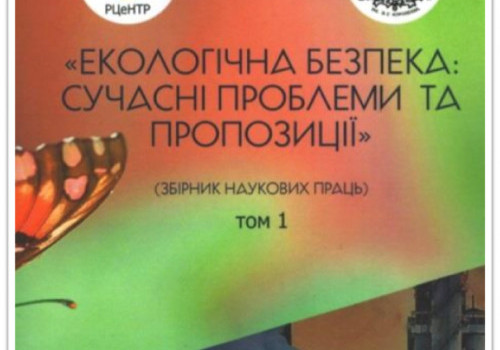 РЦеНТР
«ЕКОЛОГІЧНА БЕЗПЕКА:
СУЧАСНІ ПРОБЛЕМИ ТА
ПРОПОЗИЦІЇ»
(ЗБІРНИК НАУКОВИХ ПРАЦЬ)
ТОМ 1